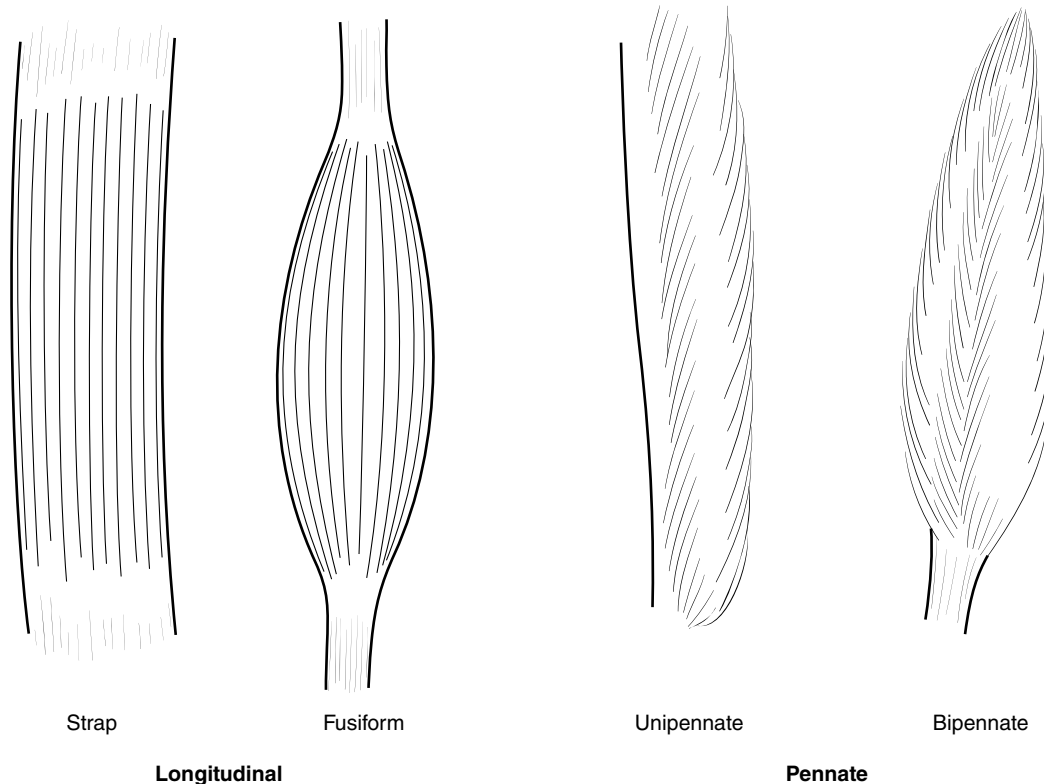 Strap
Fusiform
Unipennate
Bipennate
Longitudinal
Pennate